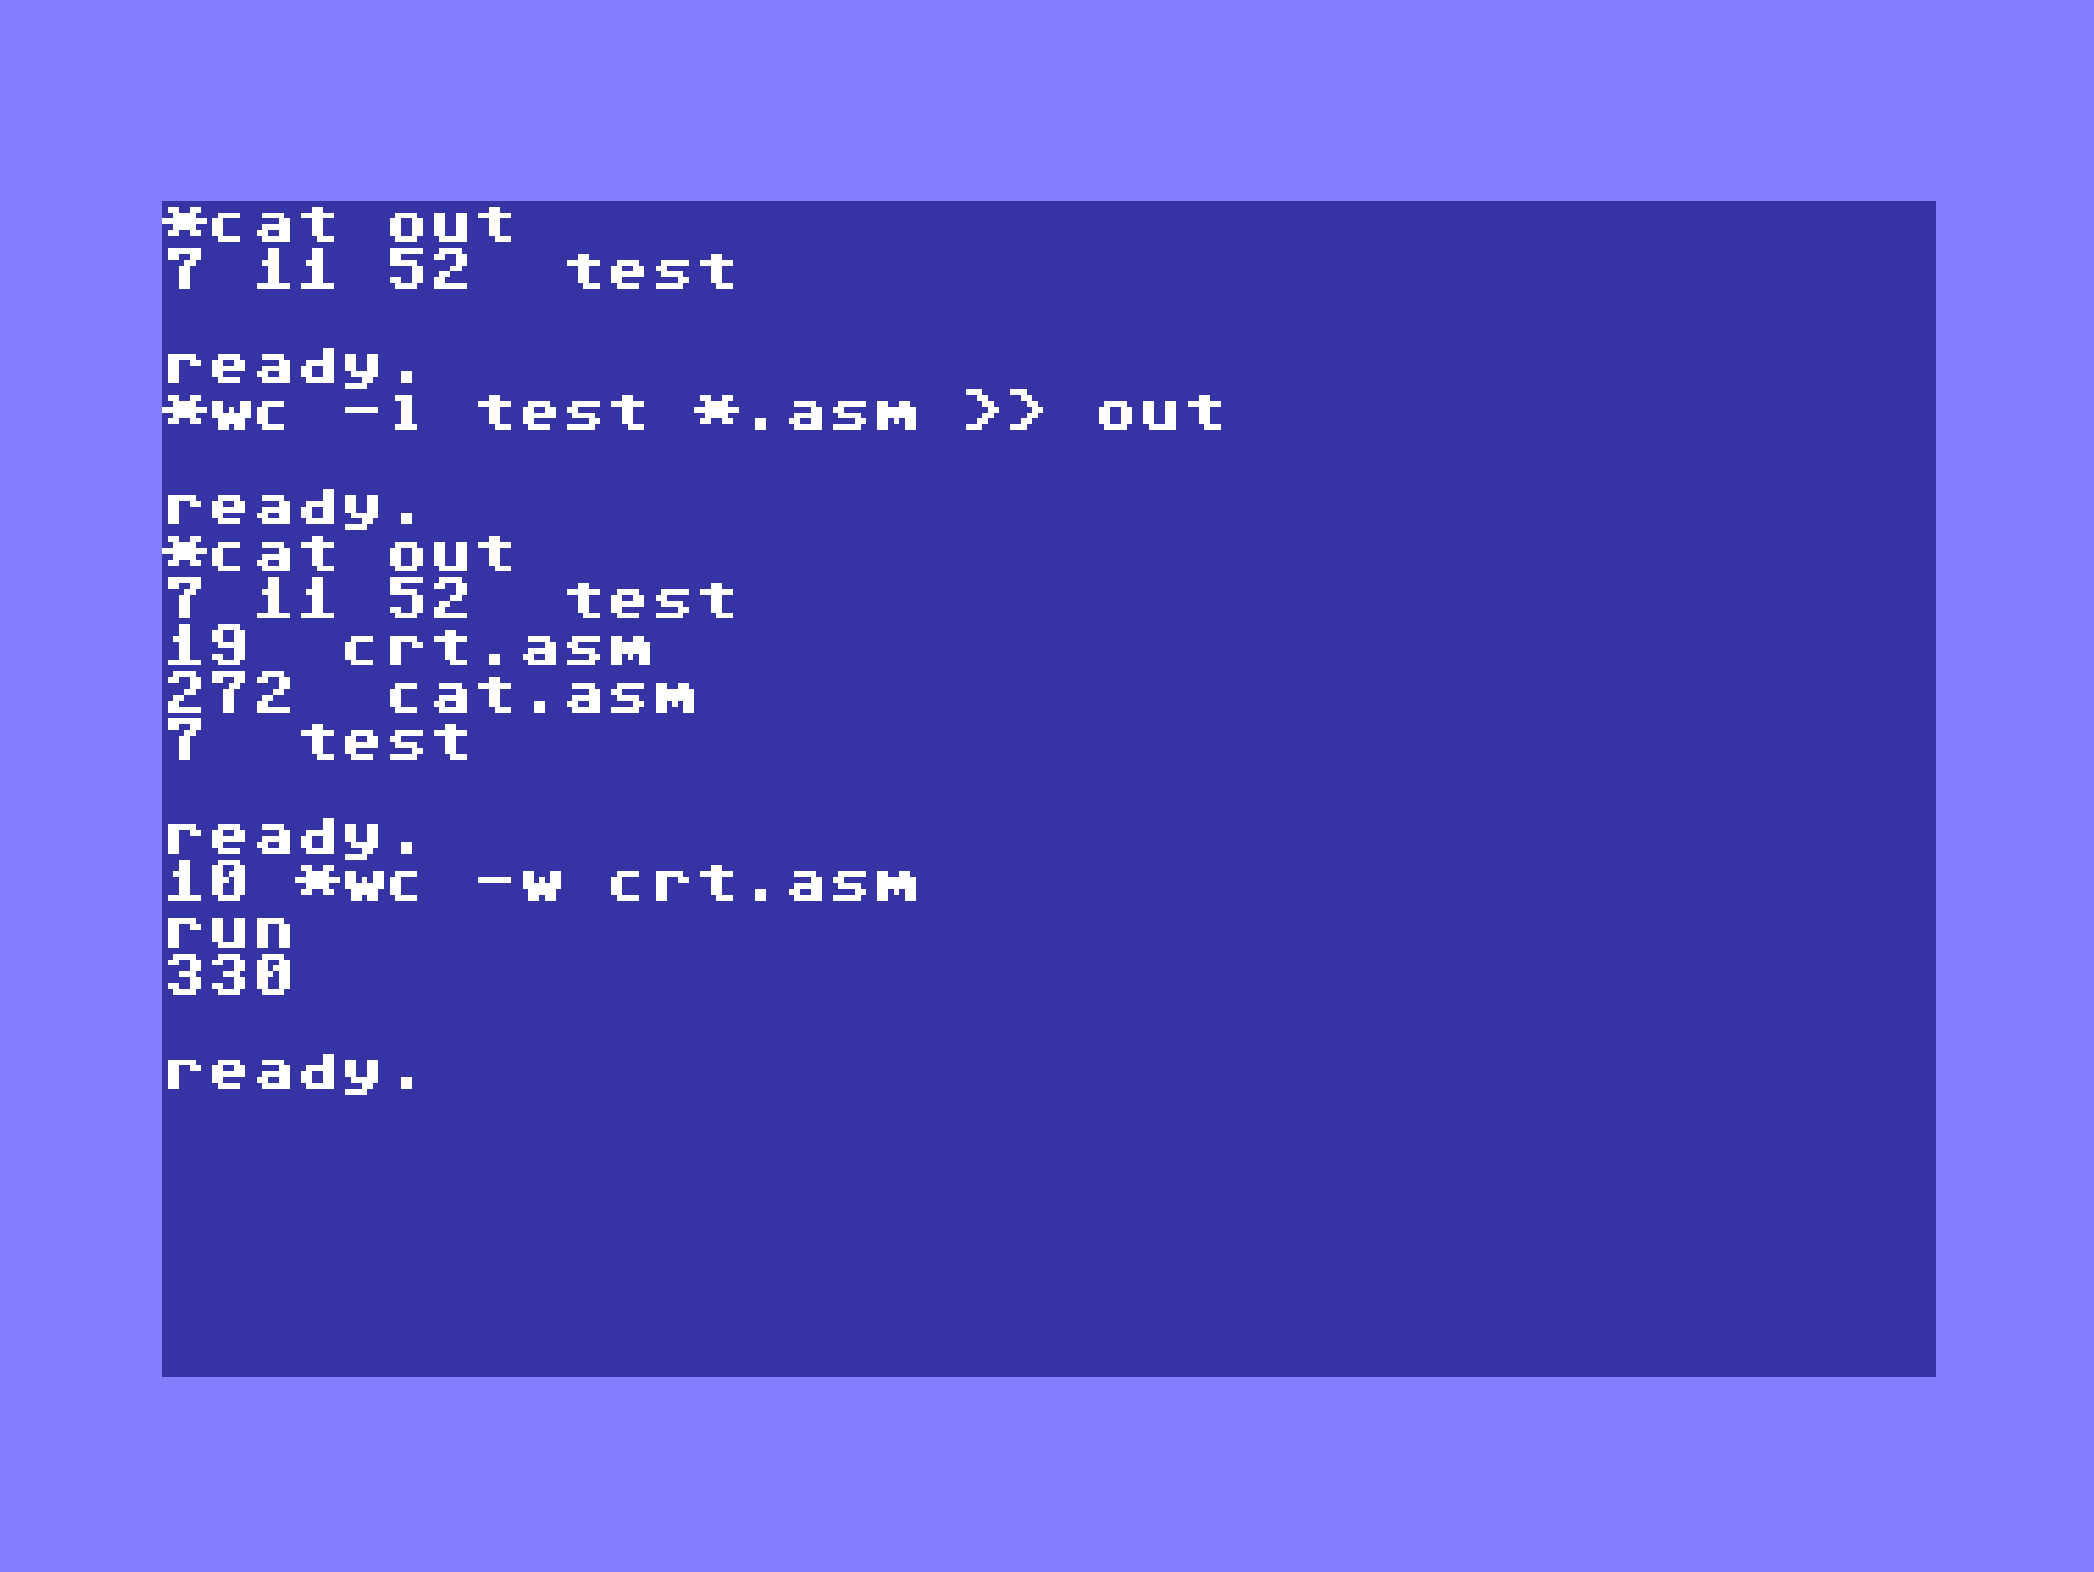 *cat out
7 11 52  test
ready.
*wc -l test *.asm >> out
ready.
*cat out
7 11 52  test
19  crt.asm
272  cat.asm
7  test
ready.
10 *wc -w crt.asm
run
330
ready.